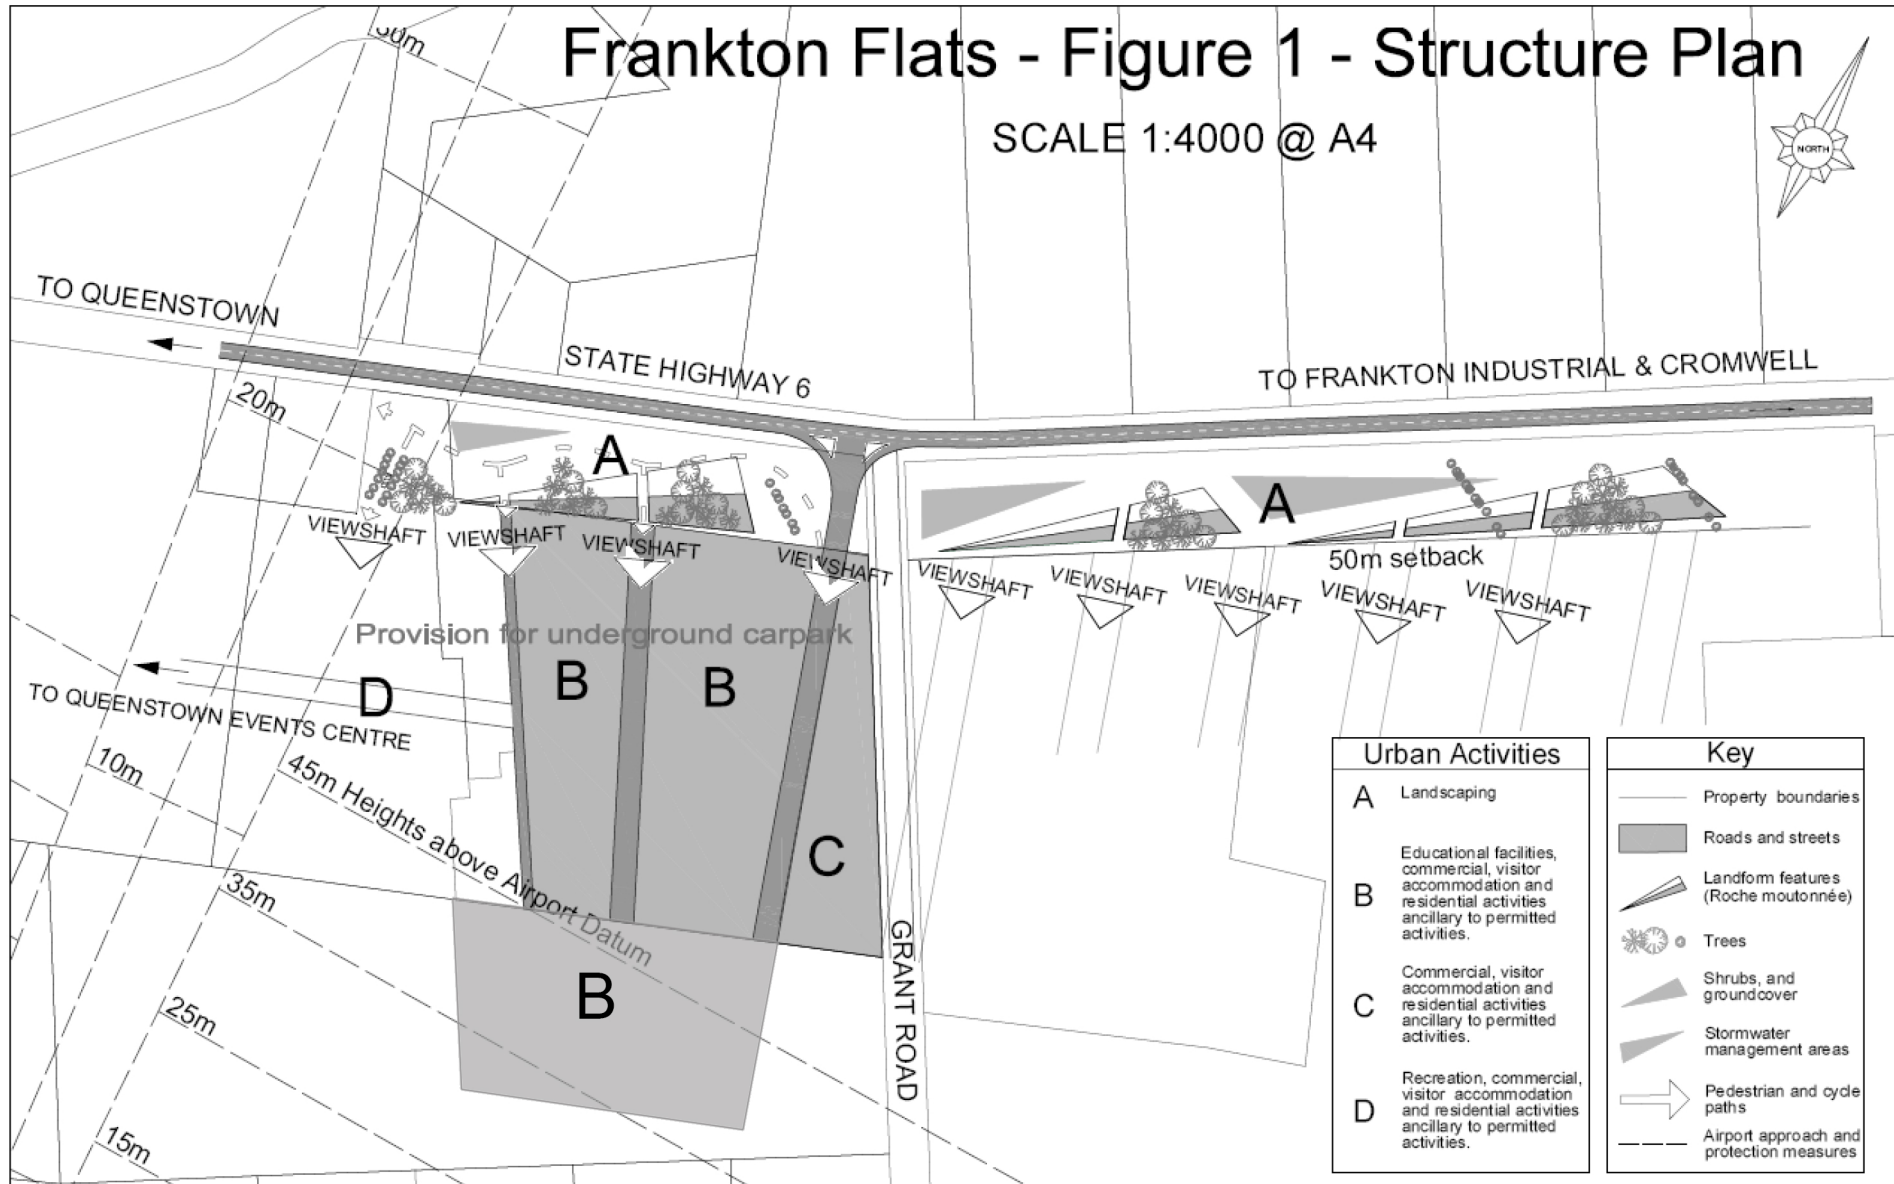 30m
Frankton Flats - Figure 1 - Structure Plan
SCALE 1:4000 @ A4
NORTH
TO QUEENSTOWN
STATE HIGHWAY 6
TO FRANKTON INDUSTRIAL & CROMWELL
20m
A
A
VIEWSHAFT
VIEWSHAFT
VIEWSHAFT
VIEWSHAFT
50m setback
VIEWSHAFT
VIEWSHAFT
VIEWSHAFT
VIEWSHAFT
VIEWSHAFT
Provision for underground carpark
B
B
D
TO QUEENSTOWN EVENTS CENTRE
10m
45m Heights above Airport Datum
C
35m
B
GRANT ROAD
25m
15m
Urban Activities
A
Landscaping
B
Educational facilities,
commercial, visitor
accommodation and
residential activities
ancillary to permitted
activities.
C
Commercial, visitor
accommodation and
residential activities
ancillary to permitted
activities.
D
Recreation, commercial,
visitor accommodation
and residential activities
ancillary to permitted
activities.
Key
Property boundaries
Roads and streets
Landform features
(Roche moutonnée)
Trees
Shrubs, and
groundcover
Stormwater
management areas
Pedestrian and cycle
paths
Airport approach and
protection measures